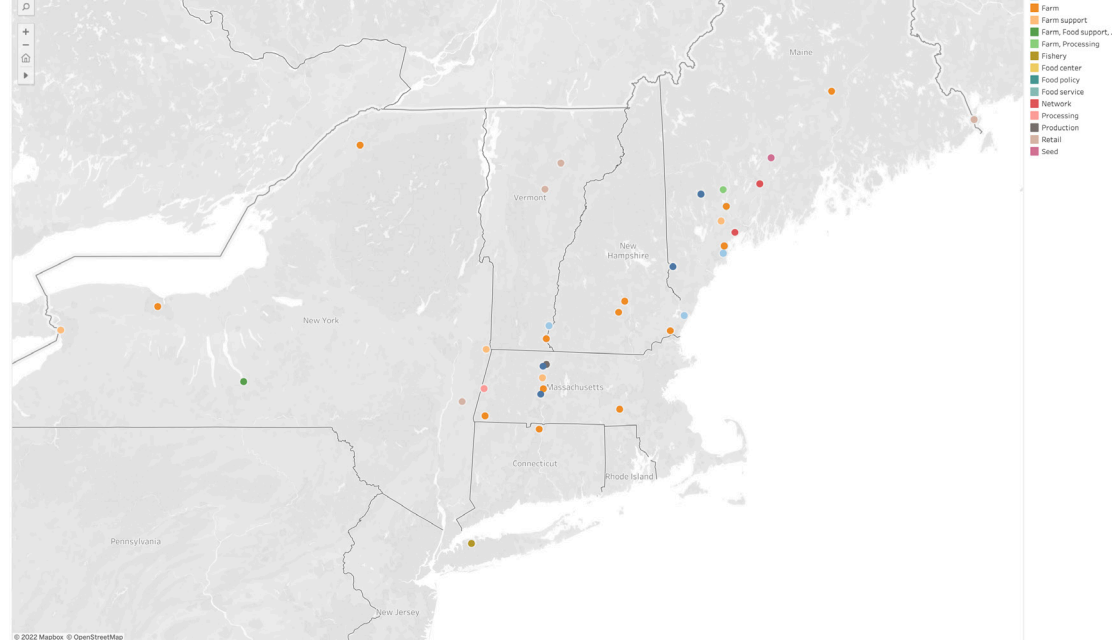 Farm
Farm support
Farm, Food support, .
Farm, Processing
Fishery
Food center
Food policy
Food service
Network
Processing
Production
Retail
Seed
Maine
Vermont
New
Hampshire
New York
Massachusetts
Connecticut
Rhode Island
Pennsylvania
New Jersey
© 2022 Mapbox © OpenStreetMap